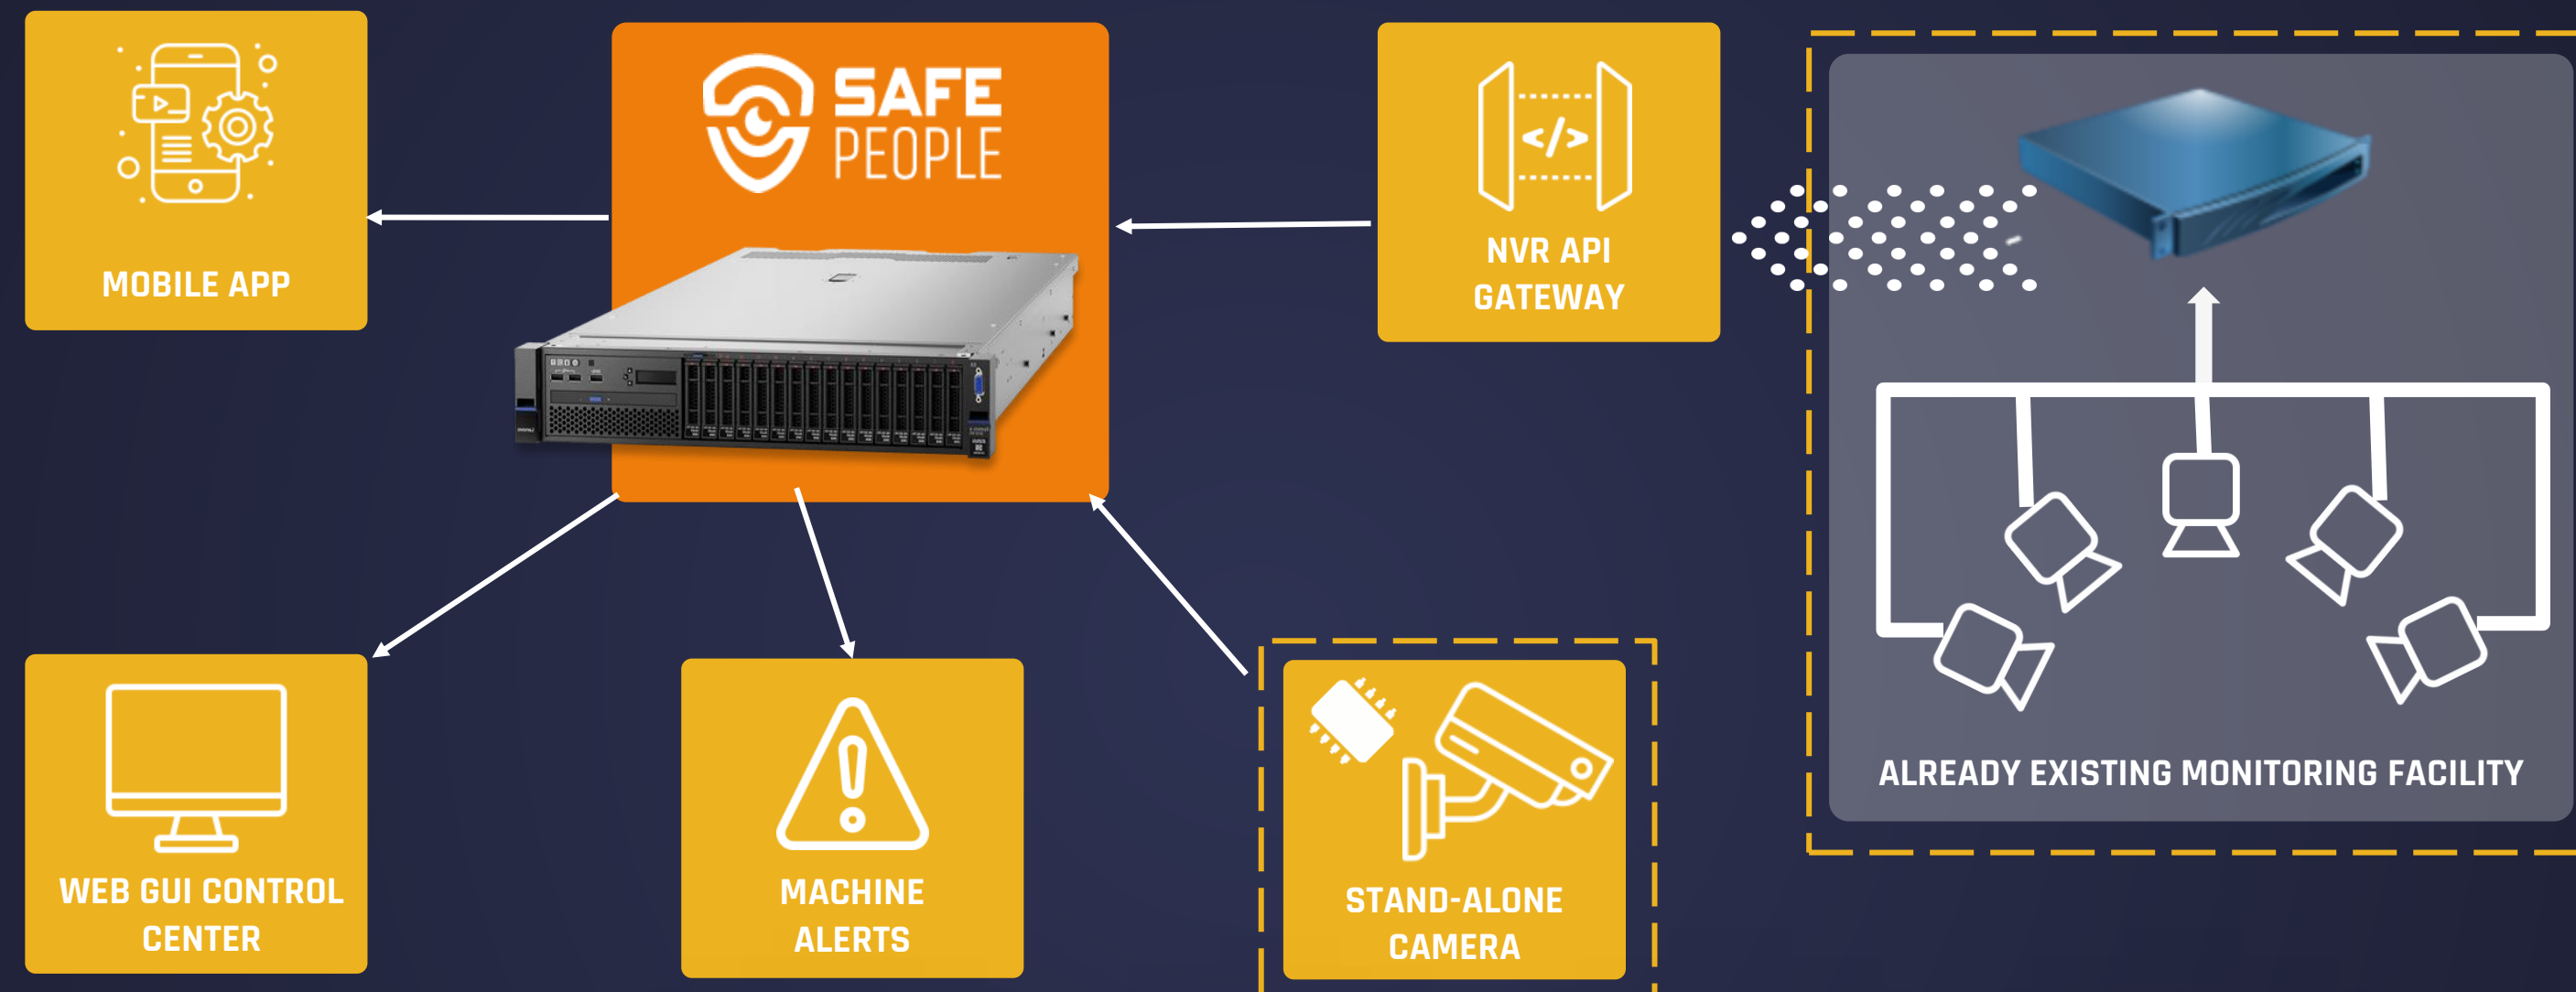 MOBILE APP
SAFE
PEOPLE
</>
NVR API
GATEWAY
WEB GUI CONTROL
CENTER
MACHINE
ALERTS
STAND-ALONE
CAMERA
ALREADY EXISTING MONITORING FACILITY